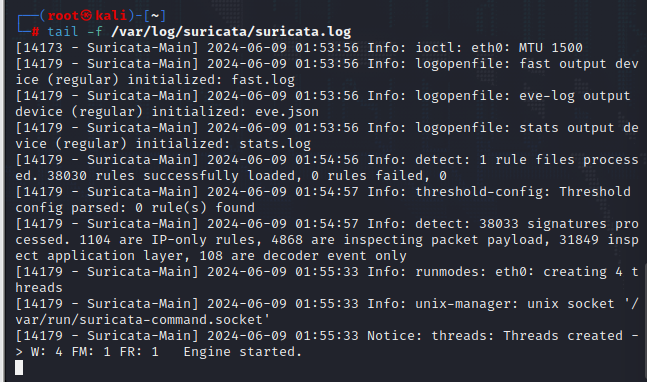 ┌──(root㉿kali)-[~]
└─# tail -f /var/log/suricata/suricata.log
[14173 - Suricata-Main] 2024-06-09 01:53:56 Info: ioctl: eth0: MTU 1500
[14179 - Suricata-Main] 2024-06-09 01:53:56 Info: logopenfile: fast output dev
ice (regular) initialized: fast.log
[14179 - Suricata-Main] 2024-06-09 01:53:56 Info: logopenfile: eve-log output
device (regular) initialized: eve.json
[14179 - Suricata-Main] 2024-06-09 01:53:56 Info: logopenfile: stats output de
vice (regular) initialized: stats.log
[14179 - Suricata-Main] 2024-06-09 01:54:56 Info: detect: 1 rule files process
ed. 38030 rules successfully loaded, 0 rules failed, 0
[14179 - Suricata-Main] 2024-06-09 01:54:57 Info: threshold-config: Threshold
config parsed: 0 rule(s) found
[14179 - Suricata-Main] 2024-06-09 01:54:57 Info: detect: 38033 signatures pro
cessed. 1104 are IP-only rules, 4868 are inspecting packet payload, 31849 insp
ect application layer, 108 are decoder event only
[14179 - Suricata-Main] 2024-06-09 01:55:33 Info: runmodes: eth0: creating 4 t
hreads
[14179 - Suricata-Main] 2024-06-09 01:55:33 Info: unix-manager: unix socket '/
var/run/suricata-command.socket'
[14179 - Suricata-Main] 2024-06-09 01:55:33 Notice: threads: Threads created -
> W: 4 FM: 1 FR: 1   Engine started.